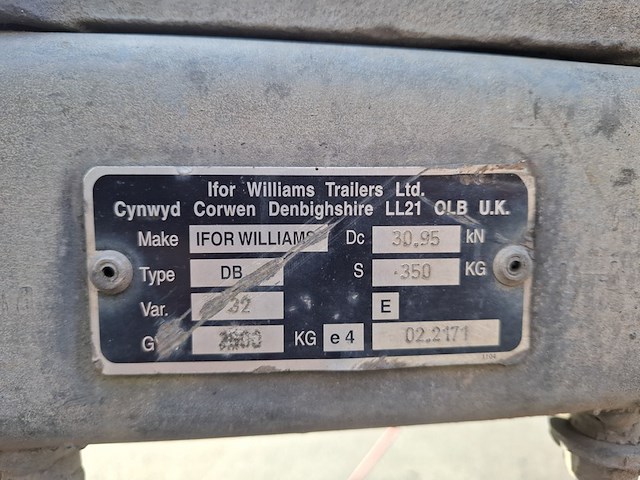 Ifor Williams Trailers Ltd.
Cynwyd Corwen Denbighshire LL21 OLB U.K.
Make IFOR WILLIAMS Dc 30.95 kN
Type DB S 350 KG
Var. 32 E
G KG e4 02.2171